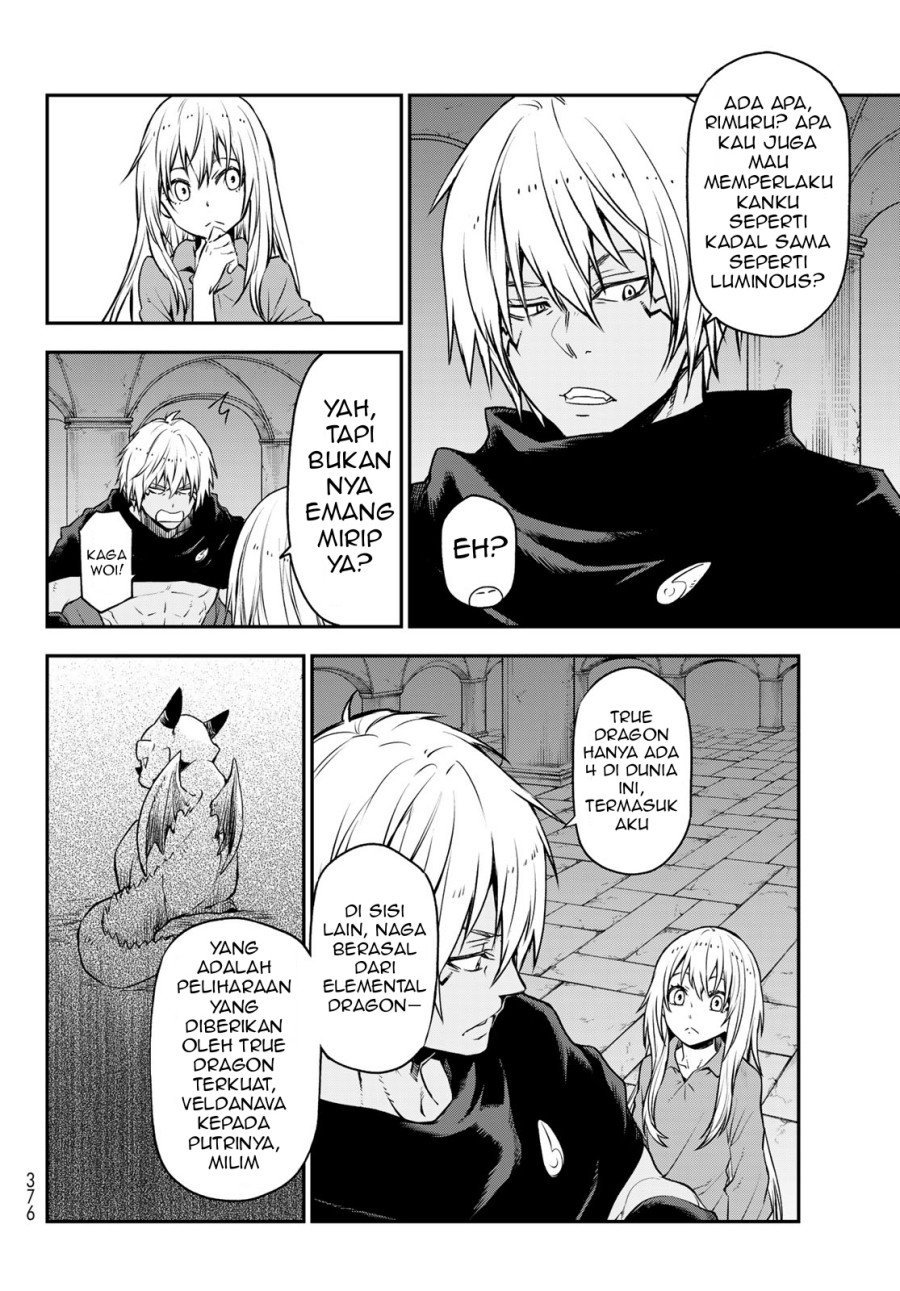 ADA APA,
RIMURU? APA
KAU JUGA
MAU
MEMPERLAKU
KANKU
SEPERTI
KADAL SAMA
SEPERTI
LUMINOUS?
EH?
YAH,
TAPI
BUKAN
NYA
EMANG
MIRIP
YA?
KAGA
WOI!
TRUE
DRAGON
HANYA ADA
4 DI DUNIA
INI,
TERMASUK
AKU
DI SISI
LAIN, NAGA
BERASAL
DARI
ELEMENTAL
DRAGON—
YANG
ADALAH
PELIHARAAN
YANG
DIBERIKAN
OLEH TRUE
DRAGON
TERKUAT,
VELDANAVA
KEPADA
PUTRINYA,
MILIM
376